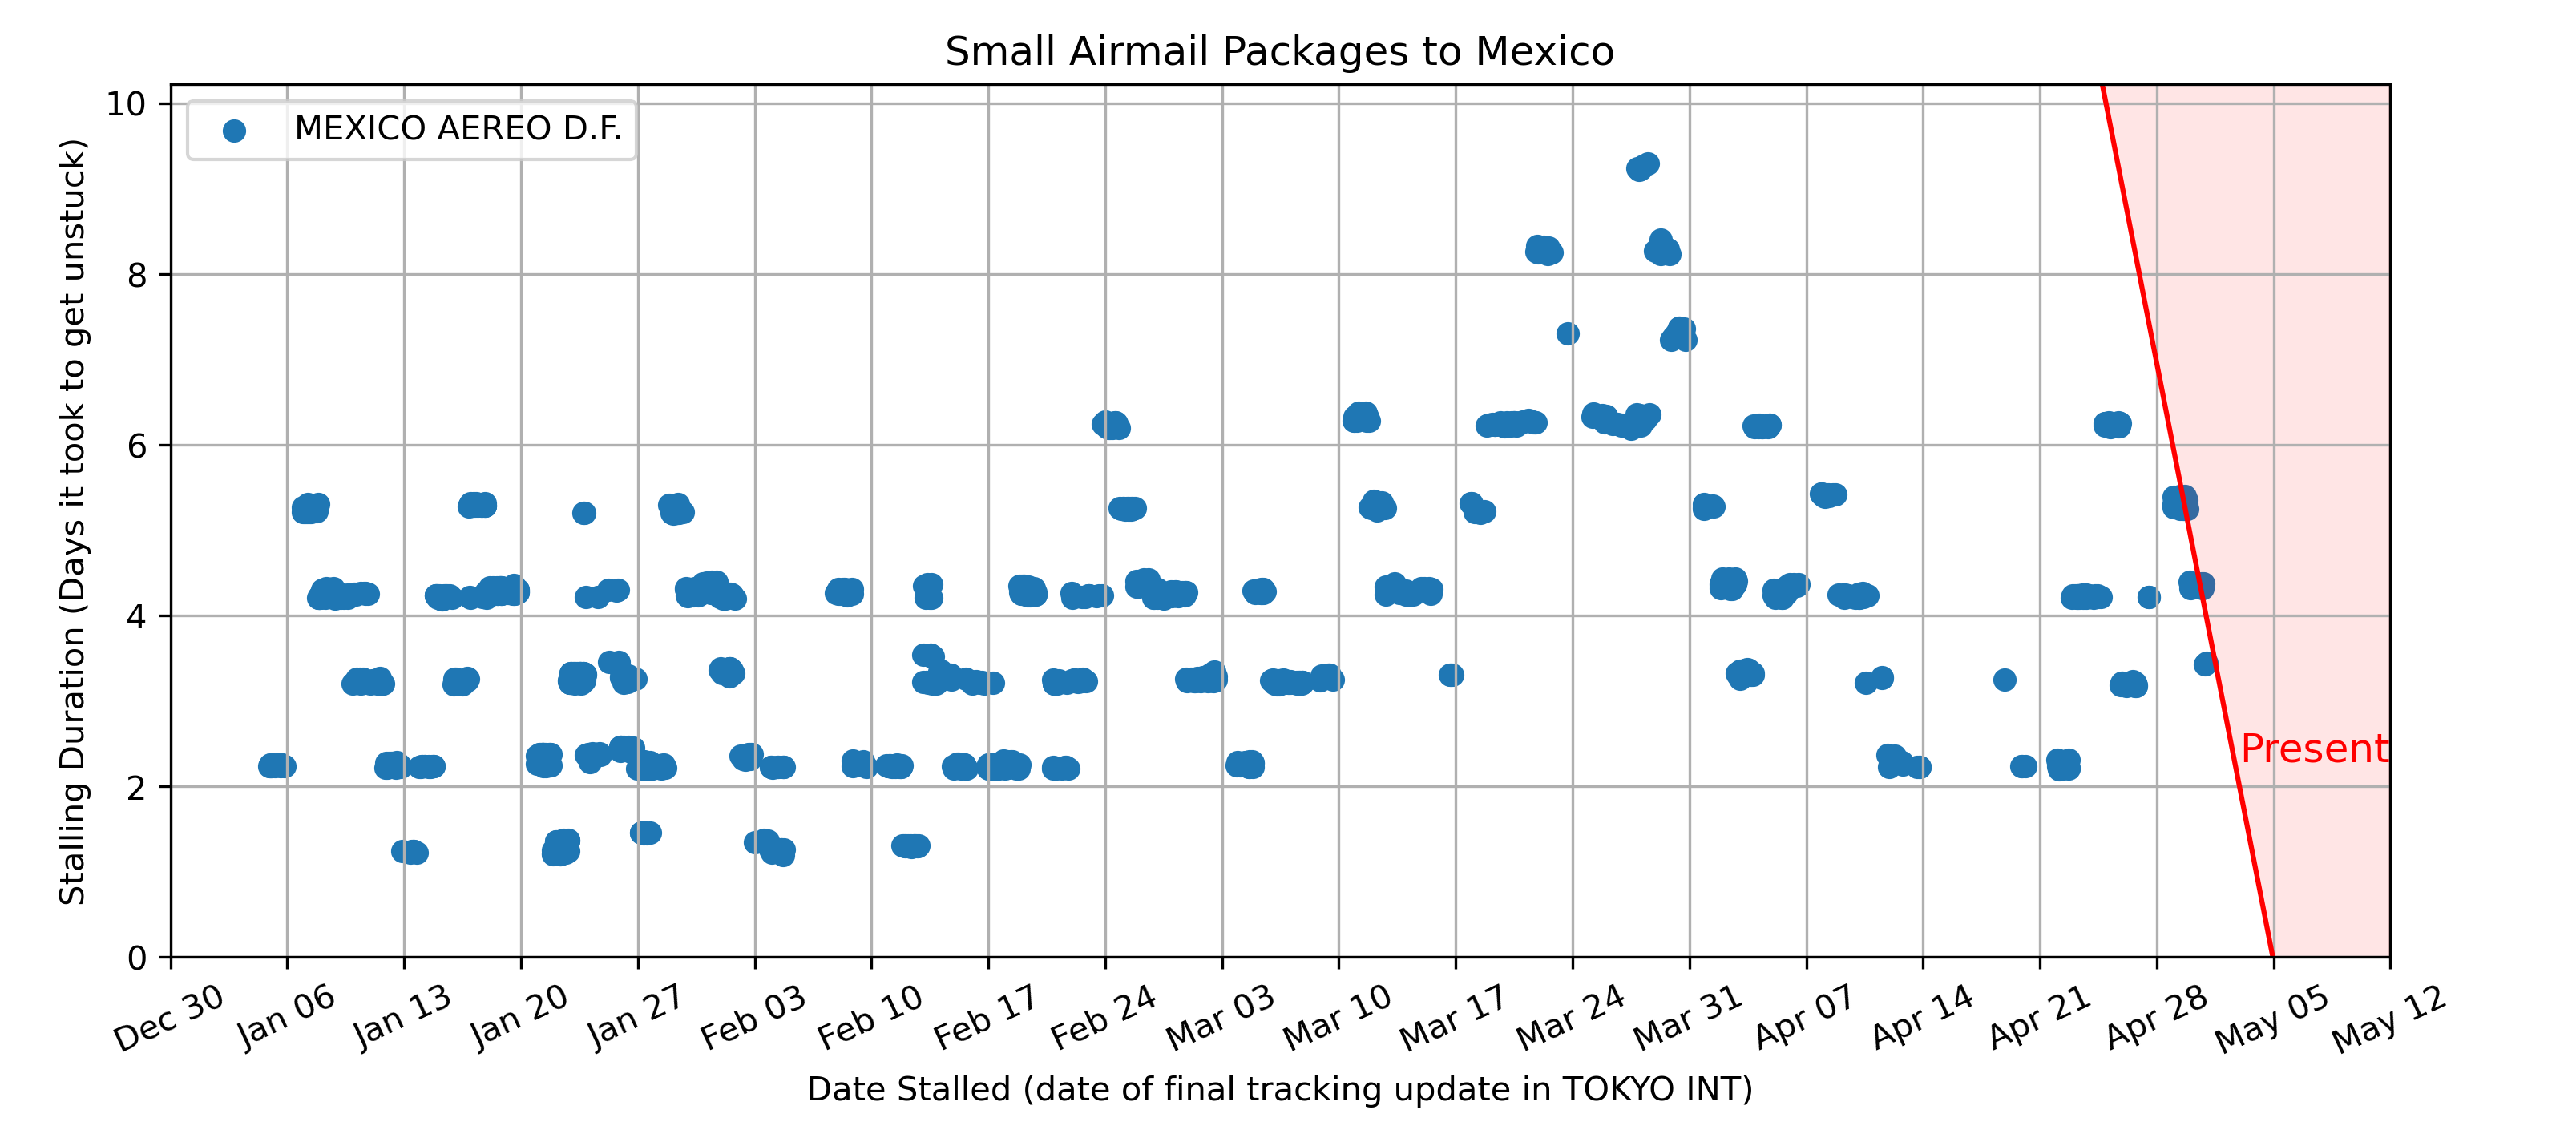 Small Airmail Packages to Mexico
MEXICO AEREO D.F.
Stalling Duration (Days it took to get unstuck)
10
8
6
4
2
0
Present
Dec 30 Jan 06 Jan 13 Jan 20 Jan 27 Feb 03 Feb 10 Feb 17 Feb 24 Mar 03 Mar 10 Mar 17 Mar 24 Mar 31 Apr 07 Apr 14 Apr 21 Apr 28 May 05 May 12
Date Stalled (date of final tracking update in TOKYO INT)